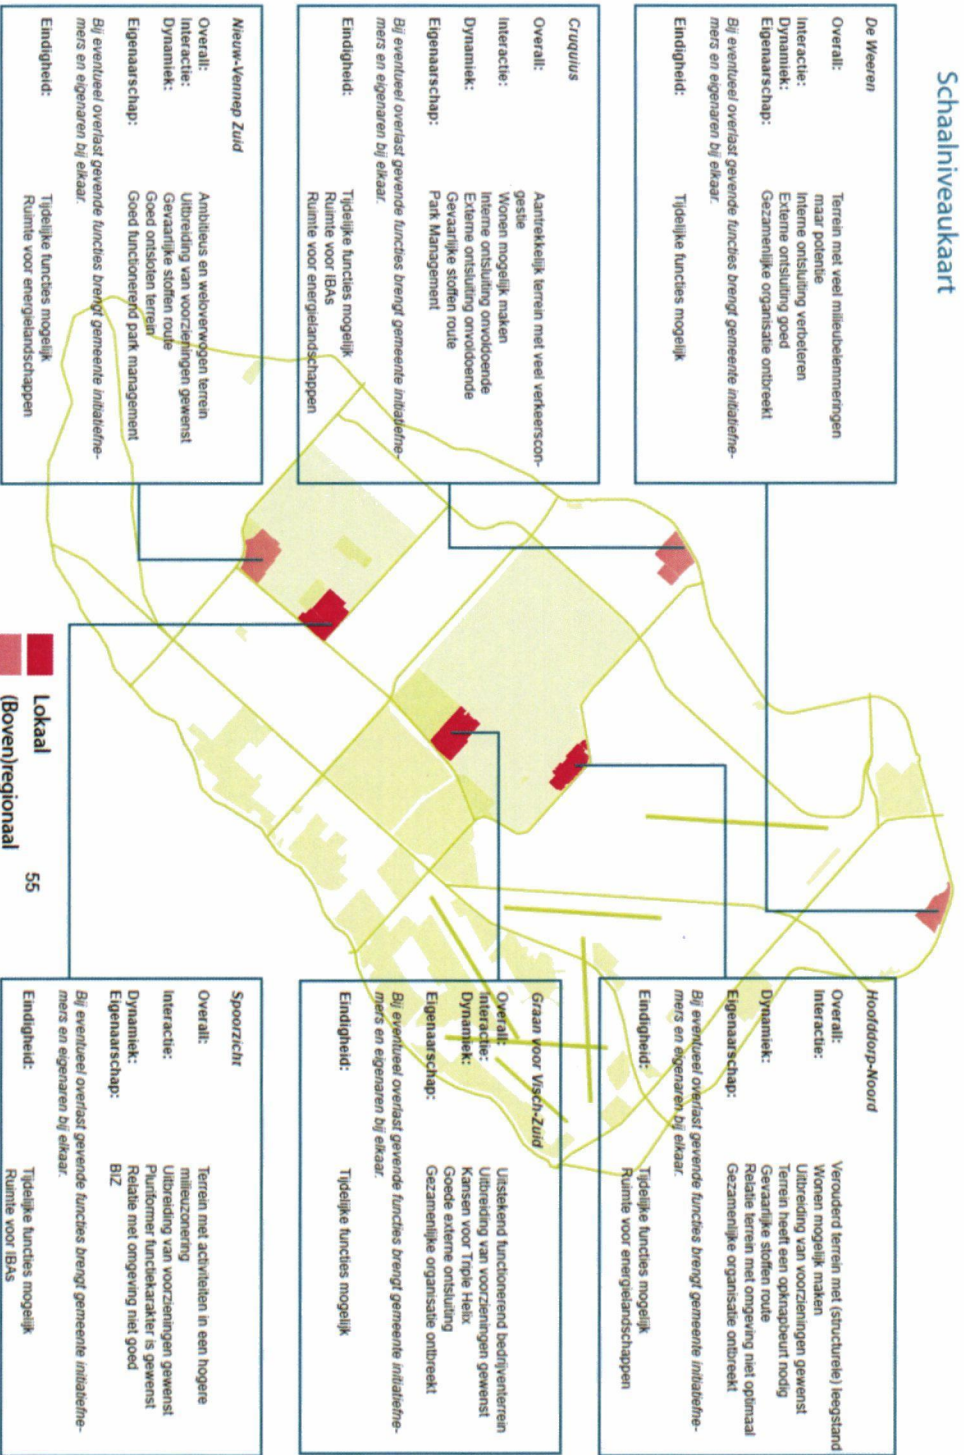 Schaalniveaukaart
De Weeren
Overall: Terrein met veel milieubelemmeringen
maar potentie
Interactie: Interne ontsluiting verbeteren
Dynamiek: Externe ontsluiting goed
Eigenaarschap: Gezamenlijke organisatie ontbreekt
Bij eventueel overlast gevende functies brengt gemeente initiatiefne-
mers en eigenaren bij elkaar.
Eindigheid: Tijdelijke functies mogelijk
Cruquius
Overall: Aantrekkelijk terrein met veel verkeerscon-
gestie
Interactie: Wonen mogelijk maken
Interne ontsluiting onvoldoende
Dynamiek: Externe ontsluiting onvoldoende
Gevaarlijke stoffen route
Eigenaarschap: Park Management
Bij eventueel overlast gevende functies brengt gemeente initiatiefne-
mers en eigenaren bij elkaar.
Eindigheid: Tijdelijke functies mogelijk
Ruimte voor IBAs
Ruimte voor energielandschappen
Nieuw-Vennep Zuid
Overall: Ambitieus en weloverwogen terrein
Interactie: Uitbreiding van voorzieningen gewenst
Dynamiek: Gevaarlijke stoffen route
Goed ontsloten terrein
Eigenaarschap: Goed functionerend park management
Bij eventueel overlast gevende functies brengt gemeente initiatiefne-
mers en eigenaren bij elkaar.
Eindigheid: Tijdelijke functies mogelijk
Ruimte voor energielandschappen
Hoofddorp-Noord
Overall: Verouderd terrein met (structurele) leegstand
Interactie: Wonen mogelijk maken
Uitbreiding van voorzieningen gewenst
Terrein heeft een opknapbeurt nodig
Dynamiek: Gevaarlijke stoffen route
Relatie terrein met omgeving niet optimaal
Eigenaarschap: Gezamenlijke organisatie ontbreekt
Bij eventueel overlast gevende functies brengt gemeente initiatiefne-
mers en eigenaren bij elkaar.
Eindigheid: Tijdelijke functies mogelijk
Ruimte voor energielandschappen
Graan voor Visch-Zuid
Overall: Uitstekend functionerend bedrijventerrein
Interactie: Uitbreiding van voorzieningen gewenst
Dynamiek: Kansen voor Triple Helix
Goede externe ontsluiting
Eigenaarschap: Gezamenlijke organisatie ontbreekt
Bij eventueel overlast gevende functies brengt gemeente initiatiefne-
mers en eigenaren bij elkaar.
Eindigheid: Tijdelijke functies mogelijk
Spoorzicht
Overall: Terrein met activiteiten in een hogere
milieuzonering
Interactie: Uitbreiding van voorzieningen gewenst
Pluriformer functiekarakter is gewenst
Dynamiek: Relatie met omgeving niet goed
Eigenaarschap: BIZ
Bij eventueel overlast gevende functies brengt gemeente initiatiefne-
mers en eigenaren bij elkaar.
Eindigheid: Tijdelijke functies mogelijk
Ruimte voor IBAs
Lokaal
(Boven)regionaal
55